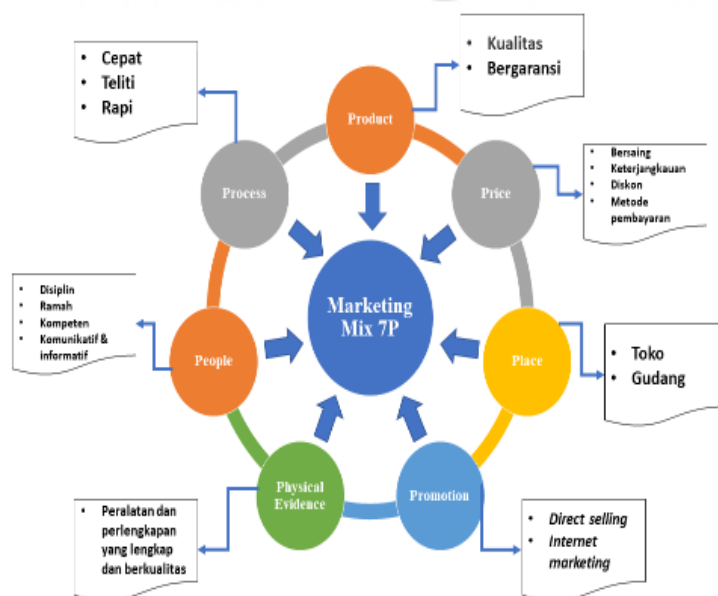 Product
Kualitas
Bergaransi
Price
Bersaing
Keterjangkauan
Diskon
Metode
pembayaran
Place
Toko
Gudang
Promotion
Direct selling
Internet
marketing
Physical
Evidence
Peralatan dan
perlengkapan
yang lengkap
dan berkualitas
People
Disiplin
Ramah
Kompeten
Komunikatif &
informatif
Process
Cepat
Teliti
Rapi
Marketing
Mix 7P